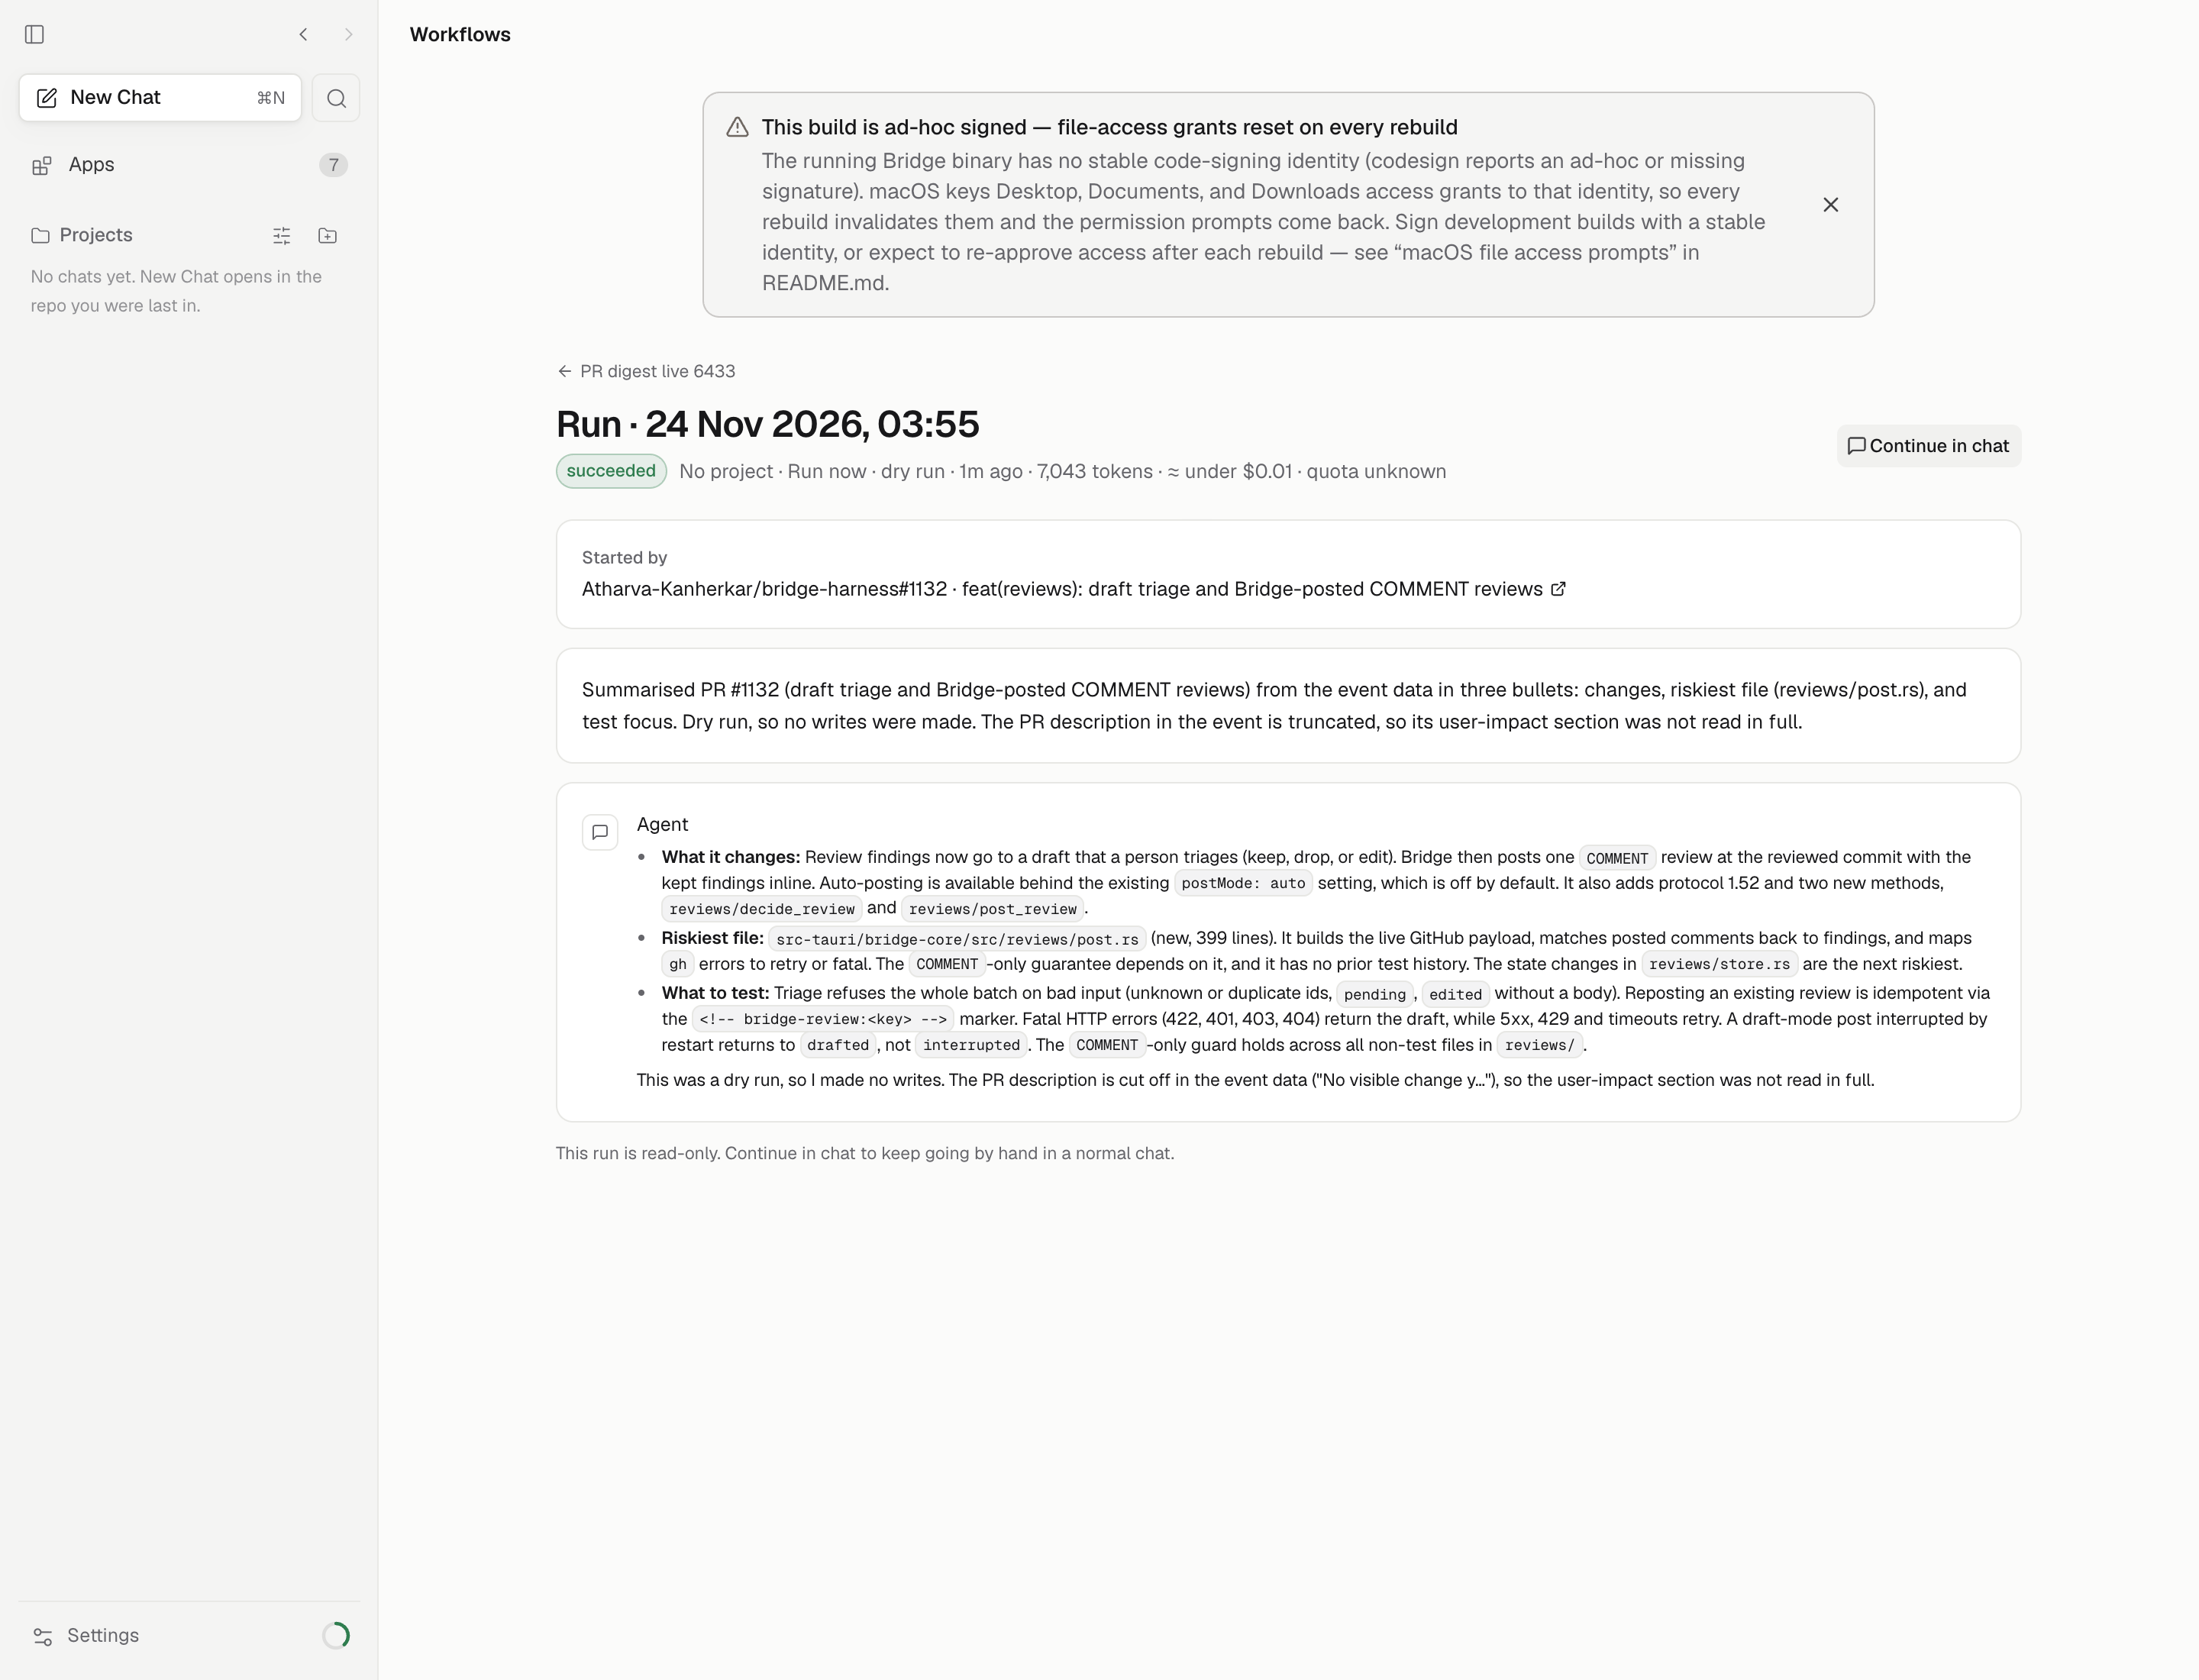 Workflows
New Chat ⌘N
Apps 7
Projects
No chats yet. New Chat opens in the
repo you were last in.
This build is ad-hoc signed — file-access grants reset on every rebuild
The running Bridge binary has no stable code-signing identity (codesign reports an ad-hoc or missing
signature). macOS keys Desktop, Documents, and Downloads access grants to that identity, so every
rebuild invalidates them and the permission prompts come back. Sign development builds with a stable
identity, or expect to re-approve access after each rebuild — see “macOS file access prompts” in
README.md.
PR digest live 6433
Run · 24 Nov 2026, 03:55
Continue in chat
succeeded No project · Run now · dry run · 1m ago · 7,043 tokens · ≈ under $0.01 · quota unknown
Started by
Atharva-Kanherkar/bridge-harness#1132 · feat(reviews): draft triage and Bridge-posted COMMENT reviews
Summarised PR #1132 (draft triage and Bridge-posted COMMENT reviews) from the event data in three bullets: changes, riskiest file (reviews/post.rs), and
test focus. Dry run, so no writes were made. The PR description in the event is truncated, so its user-impact section was not read in full.
Agent
• What it changes: Review findings now go to a draft that a person triages (keep, drop, or edit). Bridge then posts one COMMENT review at the reviewed commit with the
kept findings inline. Auto-posting is available behind the existing postMode: auto setting, which is off by default. It also adds protocol 1.52 and two new methods,
reviews/decide_review and reviews/post_review.
• Riskiest file: src-tauri/bridge-core/src/reviews/post.rs (new, 399 lines). It builds the live GitHub payload, matches posted comments back to findings, and maps
gh errors to retry or fatal. The COMMENT-only guarantee depends on it, and it has no prior test history. The state changes in reviews/store.rs are the next riskiest.
• What to test: Triage refuses the whole batch on bad input (unknown or duplicate ids, pending, edited without a body). Reposting an existing review is idempotent via
the <!-- bridge-review:<key> --> marker. Fatal HTTP errors (422, 401, 403, 404) return the draft, while 5xx, 429 and timeouts retry. A draft-mode post interrupted by
restart returns to drafted, not interrupted. The COMMENT-only guard holds across all non-test files in reviews/.
This was a dry run, so I made no writes. The PR description is cut off in the event data ("No visible change y…"), so the user-impact section was not read in full.
This run is read-only. Continue in chat to keep going by hand in a normal chat.
Settings